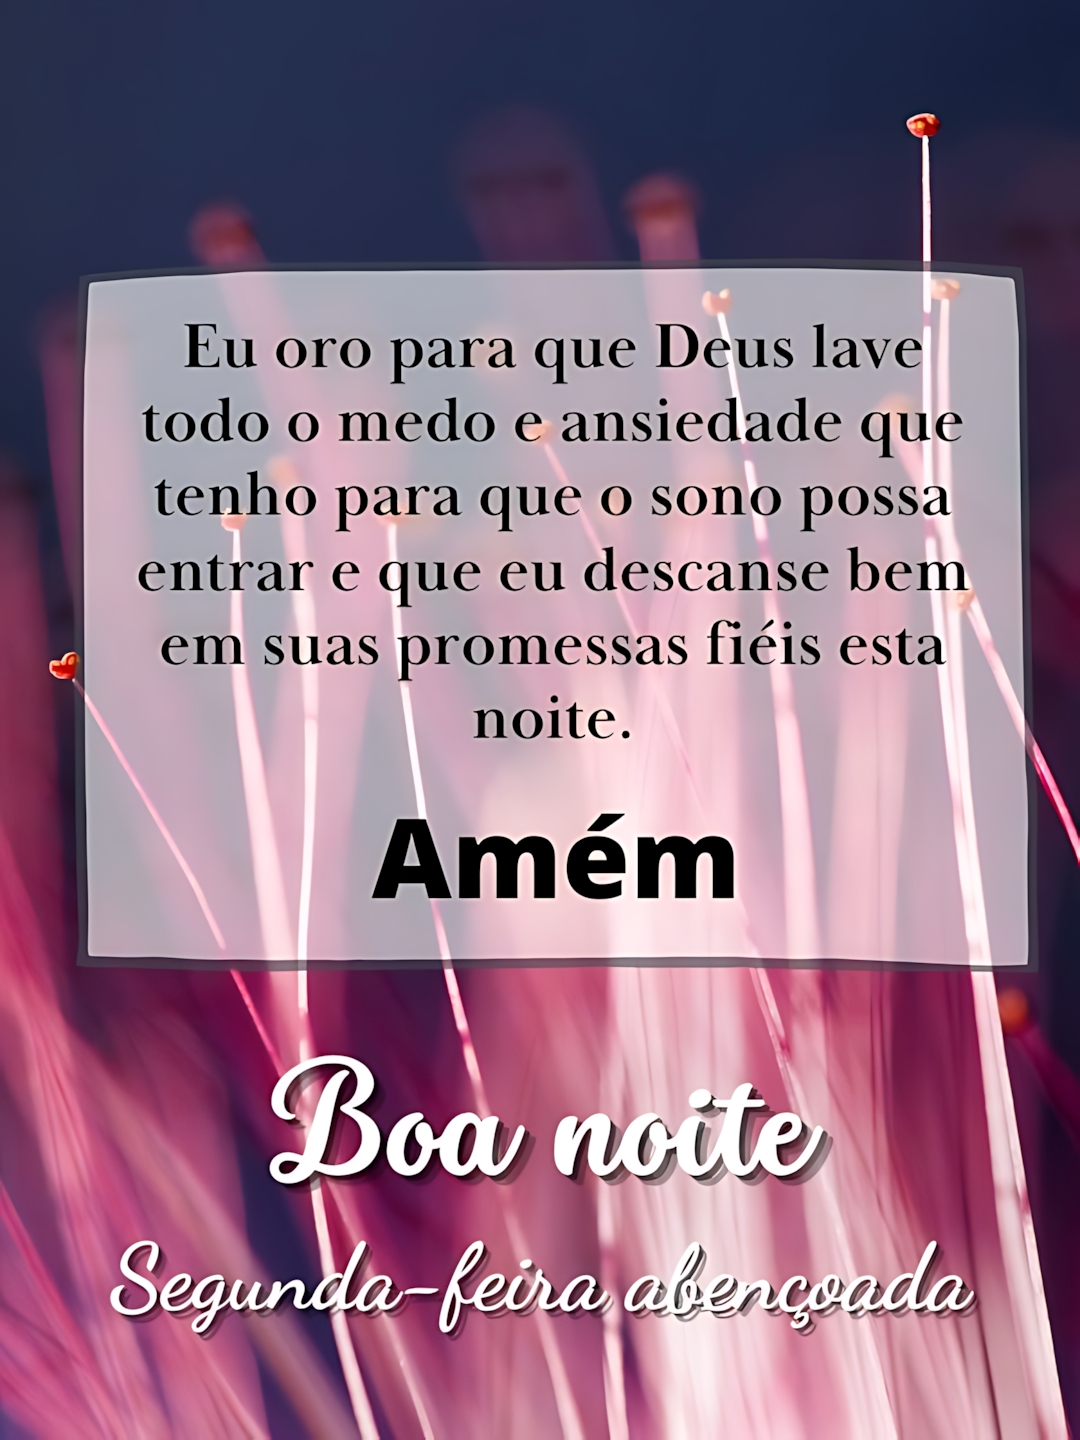 Eu oro para que Deus lave
todo o medo e ansiedade que
tenho para que o sono possa
entrar e que eu descanse bem
em suas promessas fiéis esta
noite.
Amém
Boa noite
Segunda-feira abençoada